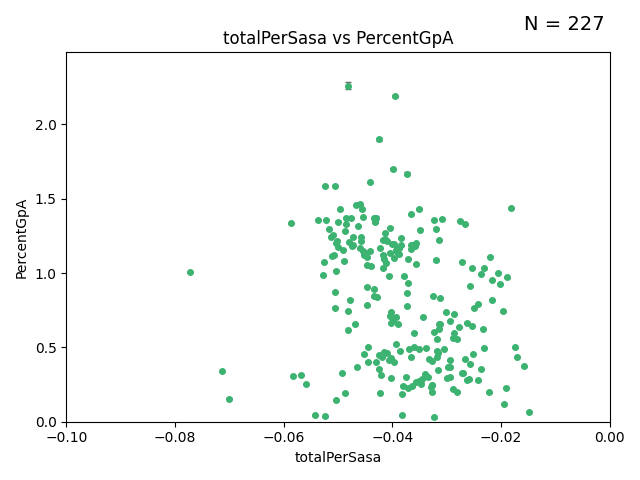 N = 227
totalPerSasa vs PercentGpA
PercentGpA
2.0
1.5
1.0
0.5
0.0
−0.10 −0.08 −0.06 −0.04 −0.02 0.00
totalPerSasa